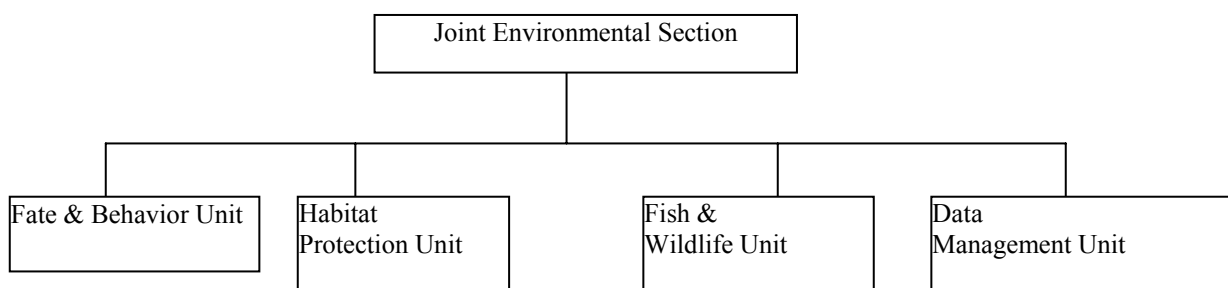 Joint Environmental Section
Fate & Behavior Unit
Habitat
Protection Unit
Fish &
Wildlife Unit
Data
Management Unit